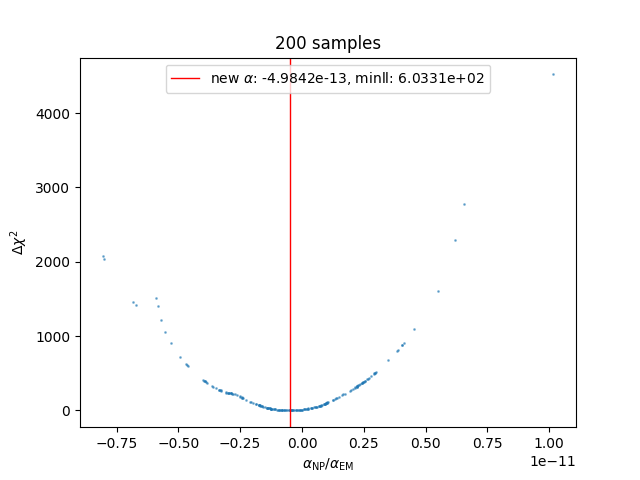 200 samples
new α: -4.9842e-13, minll: 6.0331e+02
Δχ²
4000
3000
2000
1000
0
−0.75 −0.50 −0.25 0.00 0.25 0.50 0.75 1.00
1e−11
α_NP/α_EM